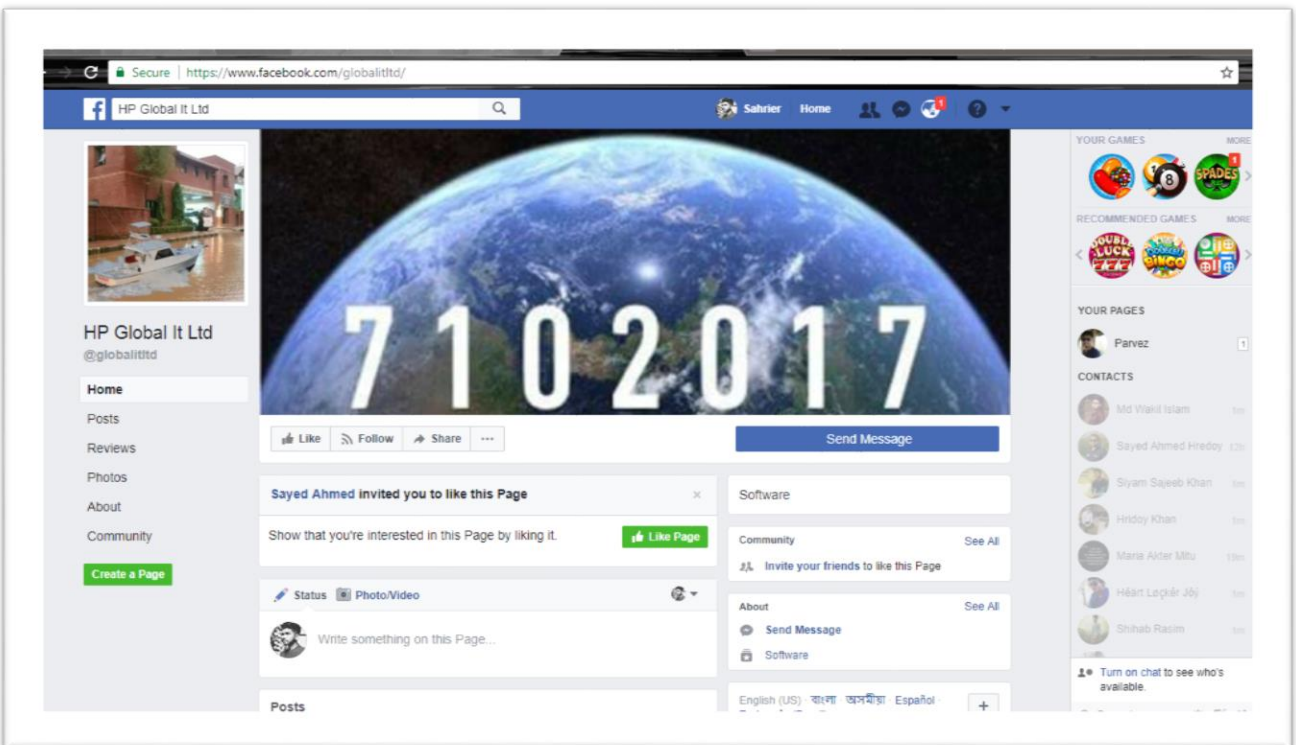 Secure | https://www.facebook.com/globalitltd/
HP Global It Ltd
Sahrier Home
1
HP Global It Ltd
@globalitltd
Home
Posts
Reviews
Photos
About
Community
Create a Page
7102017
Like Follow Share ...
Send Message
Sayed Ahmed invited you to like this Page
Show that you're interested in this Page by liking it.
Like Page
Status Photo/Video
Write something on this Page...
Posts
Software
Community See All
Invite your friends to like this Page
About See All
Send Message
Software
English (US) · বাংলা · অসমীয়া · Español ·
YOUR GAMES MORE
8
SPADES
1
RECOMMENDED GAMES MORE
DOUBLE
LUCK
BINGO
YOUR PAGES
Parvez 1
CONTACTS
Md Wakil Islam
Sayed Ahmed Hredoy
Siyam Sajeeb Khan
Hridoy Khan
Maria Akter Mitu 19m
Shihab Rasim
Turn on chat to see who's
available.